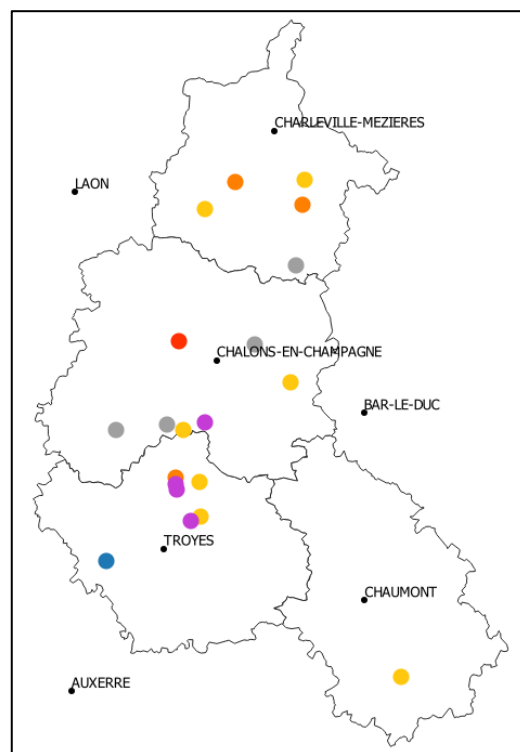 CHARLEVILLE-MEZIERES
LAON
CHALONS-EN-CHAMPAGNE
BAR-LE-DUC
TROYES
CHAUMONT
AUXERRE